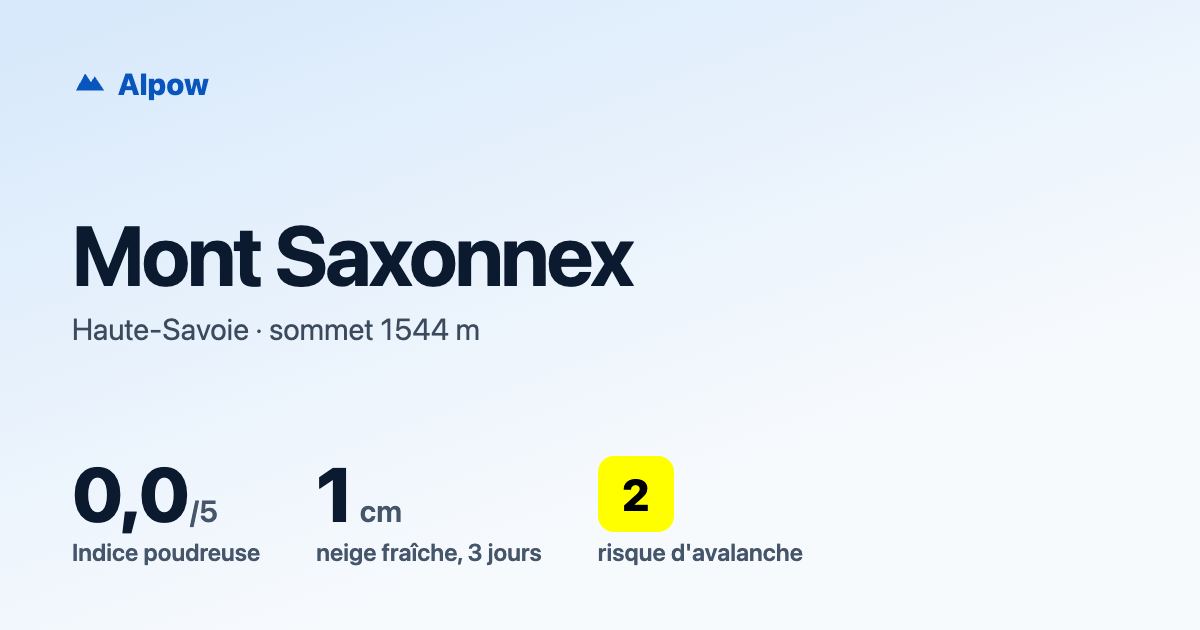 Alpow
Mont Saxonnex
Haute-Savoie · sommet 1544 m
0,0/5
Indice poudreuse
1 cm
neige fraîche, 3 jours
2
risque d'avalanche